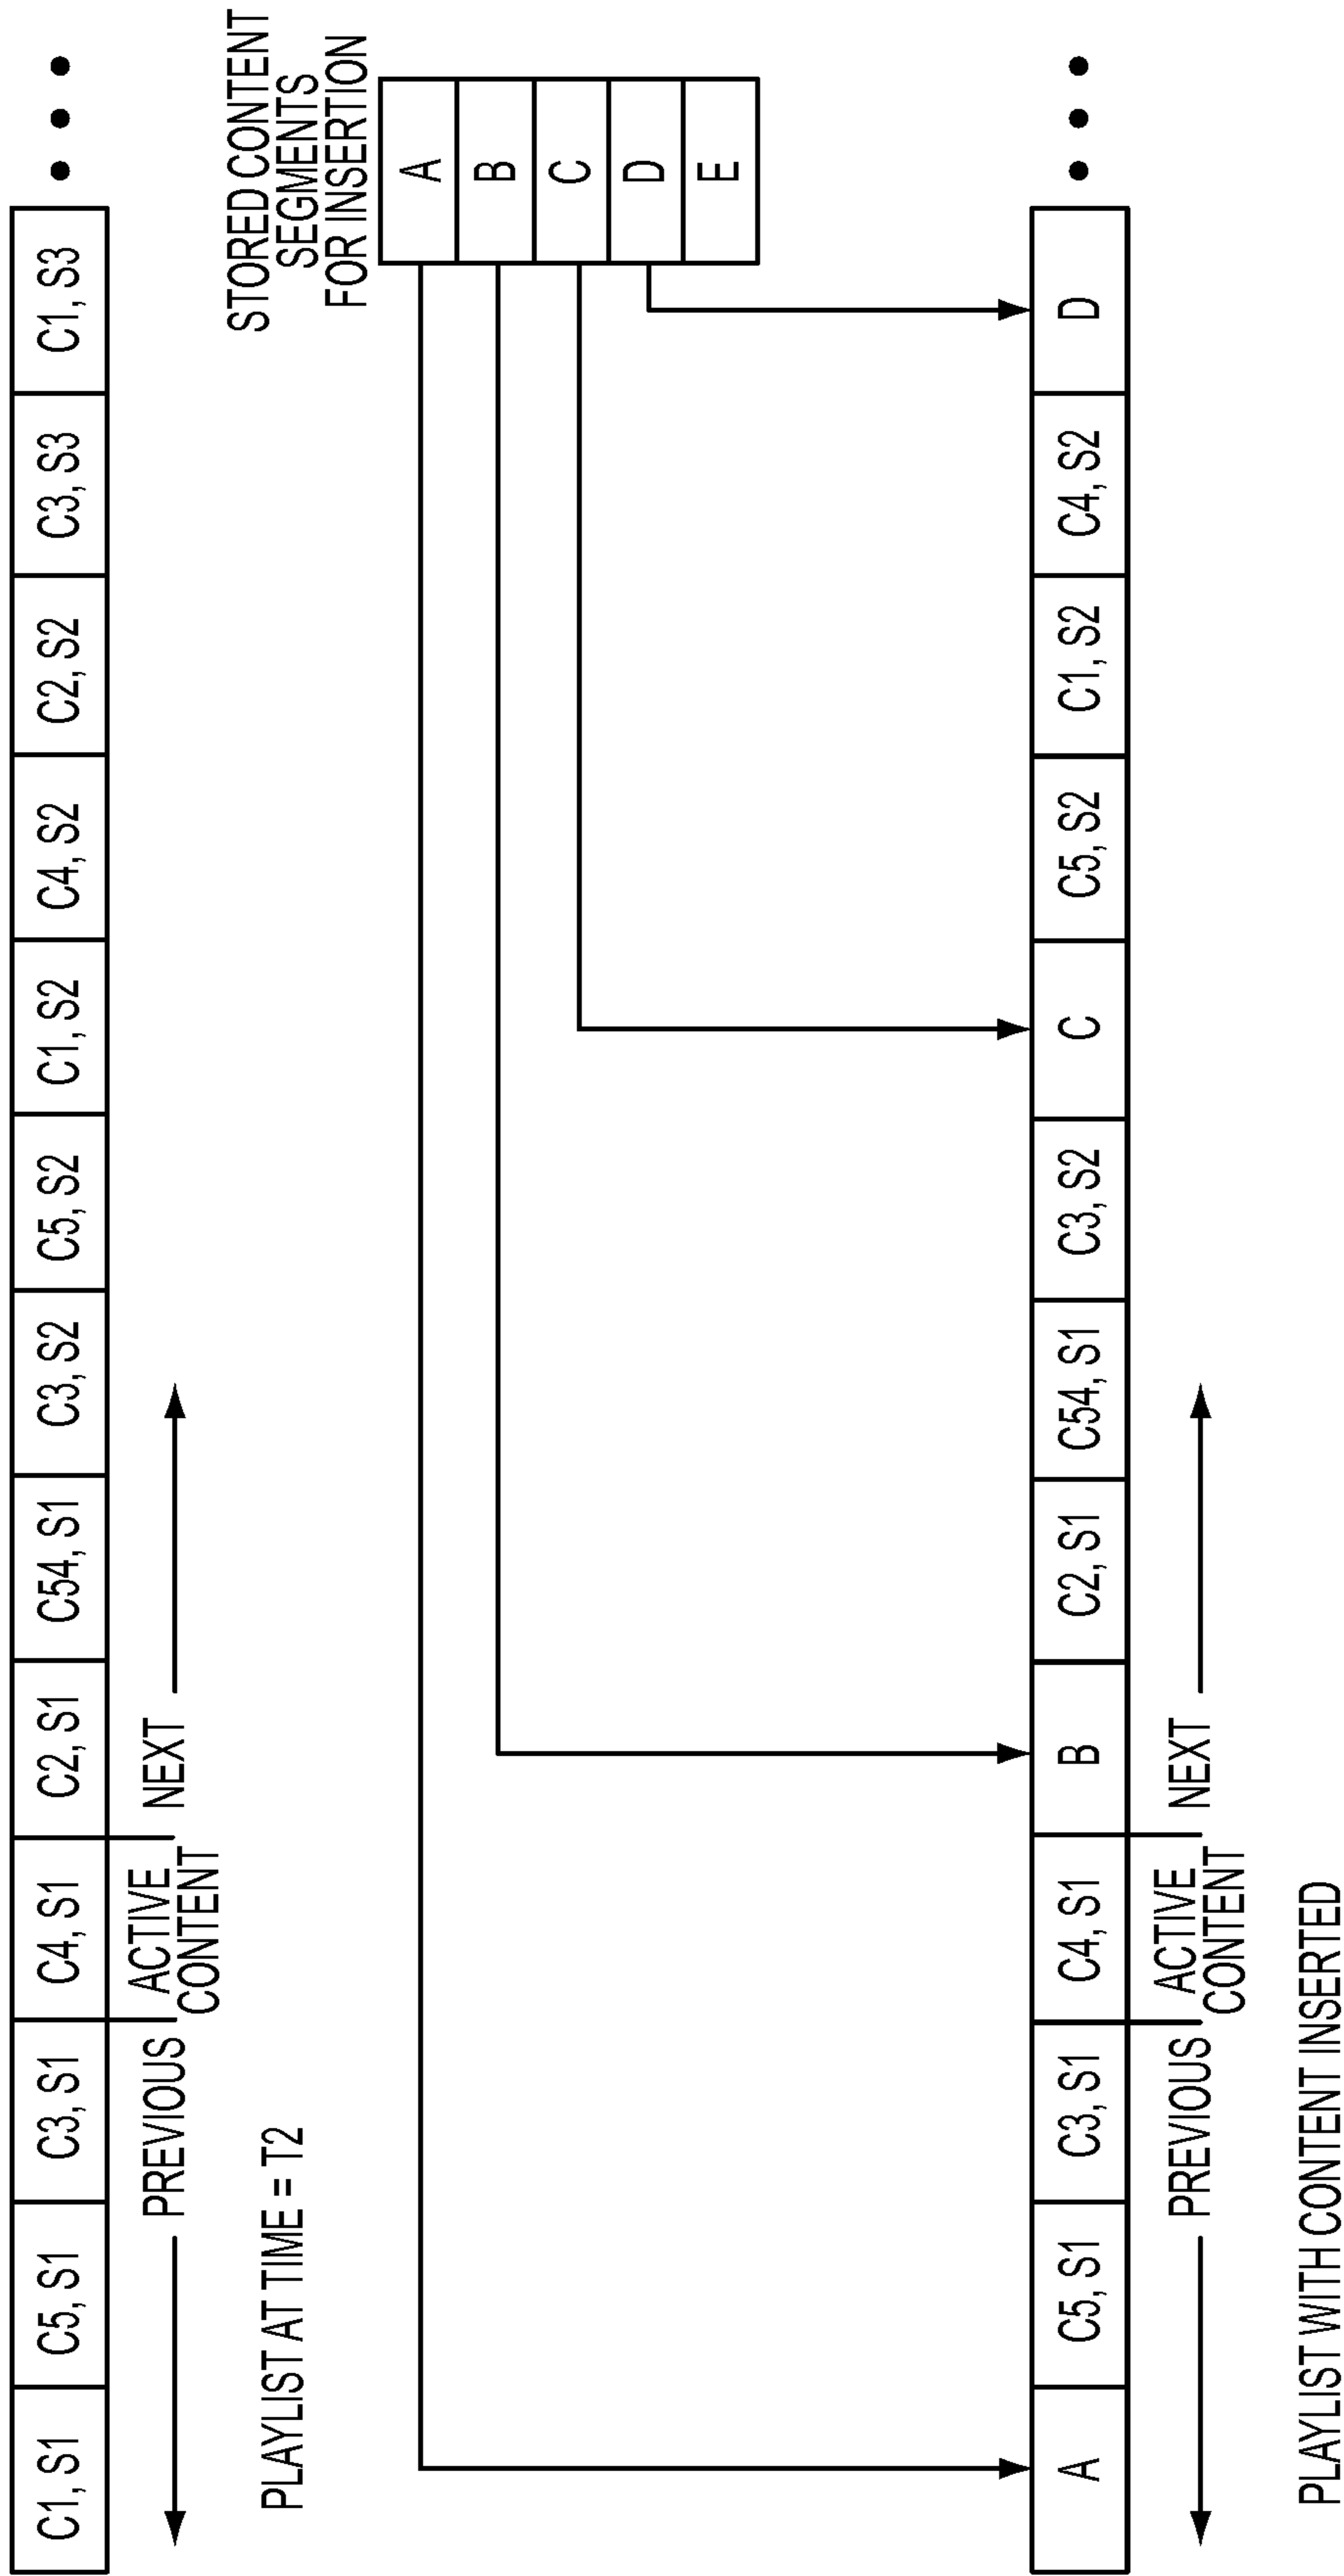 C1, S1
C5, S1
C3, S1
C4, S1
C2, S1
C54, S1
C3, S2
C5, S2
C1, S2
C4, S2
C2, S2
C3, S3
C1, S3
PREVIOUS
ACTIVE
CONTENT
NEXT
PLAYLIST AT TIME = T2
STORED CONTENT
SEGMENTS
FOR INSERTION
A
B
C
D
E
A
C5, S1
C3, S1
C4, S1
B
C2, S1
C54, S1
C3, S2
C
C5, S2
C1, S2
C4, S2
D
PREVIOUS
ACTIVE
CONTENT
NEXT
PLAYLIST WITH CONTENT INSERTED